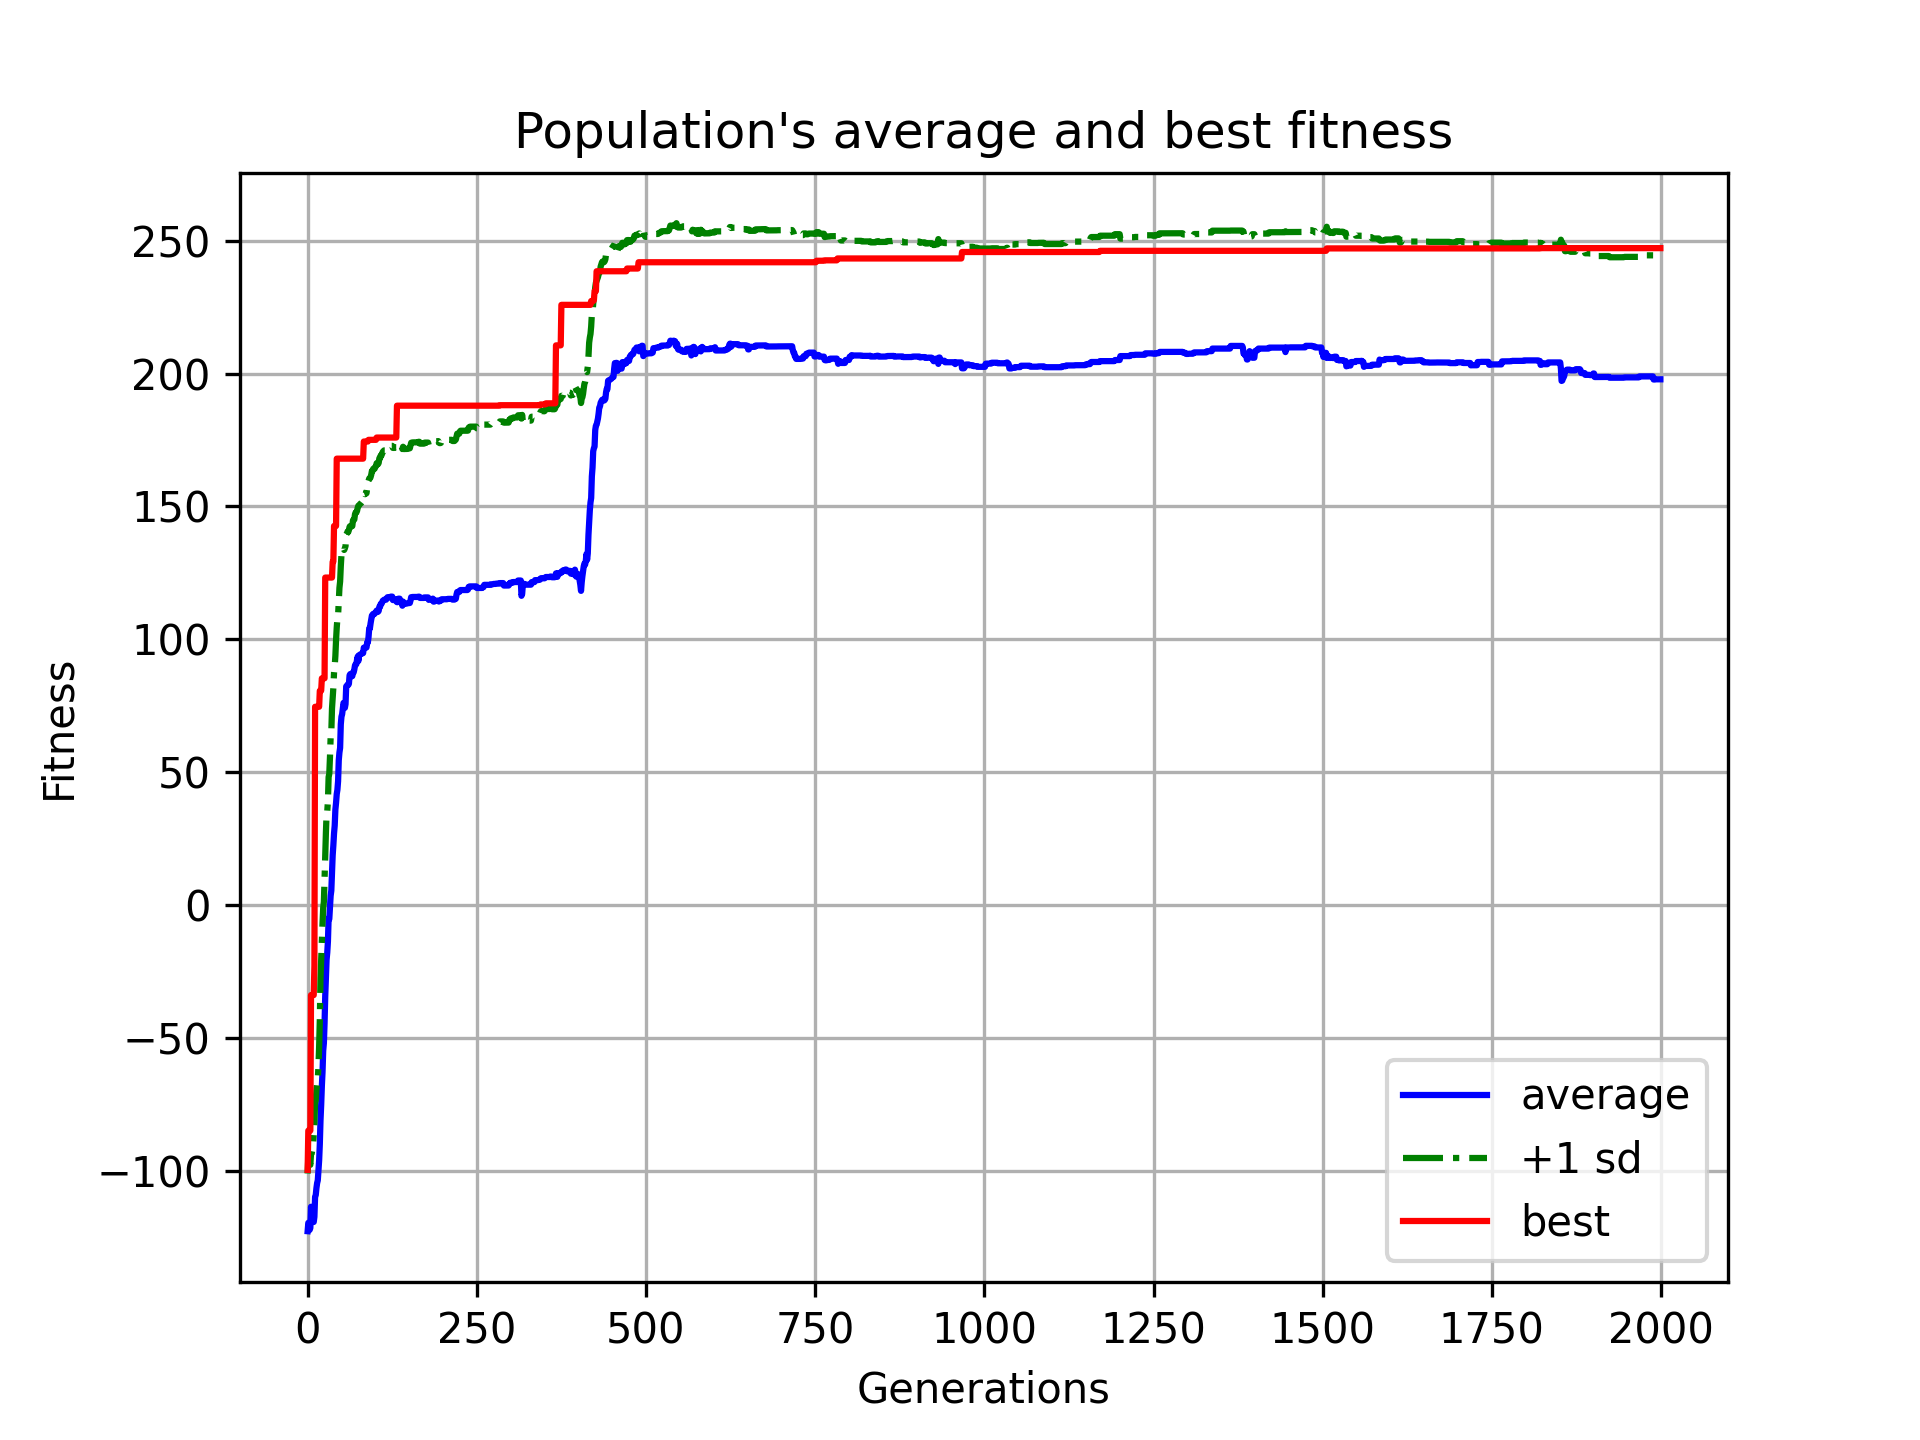 Population's average and best fitness
250
200
150
100
50
0
−50
−100
Fitness
average
+1 sd
best
0 250 500 750 1000 1250 1500 1750 2000
Generations